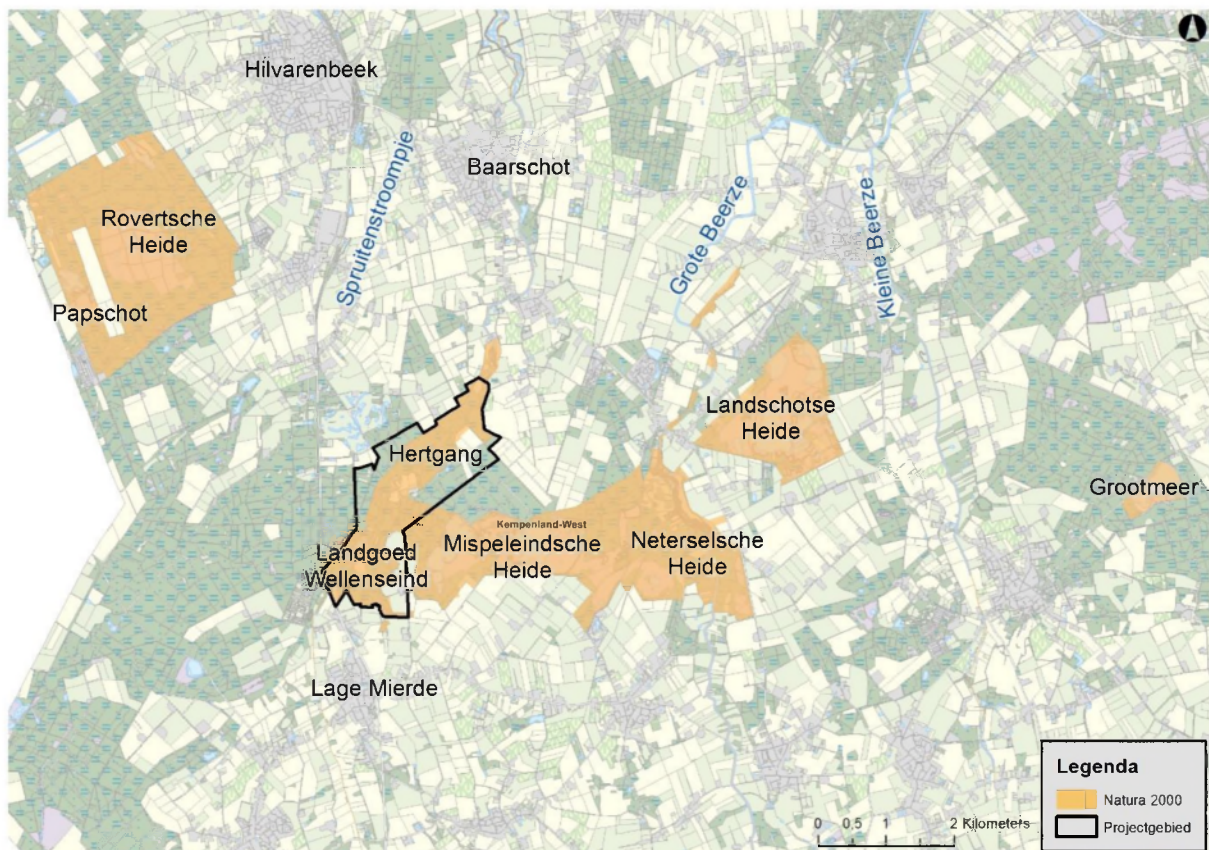 Hilvarenbeek
Baarschot
Spruitenstroompje
Grote Beerze
Kleine Beerze
Rovertsche
Heide
Papschot
Landschotse
Heide
Hertgang
Grootmeer
Kempenland-West
Mispeleindsche
Heide
Neterselsche
Heide
Landgoed
Wellenseind
Lage Mierde
Legenda
Natura 2000
Projectgebied
0 0,5 1 2 Kilometers